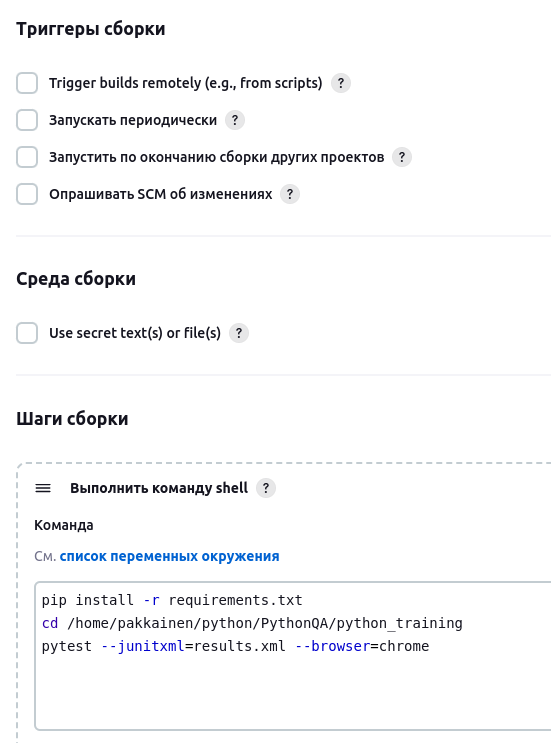 Триггеры сборки
Trigger builds remotely (e.g., from scripts) ?
Запускать периодически ?
Запустить по окончанию сборки других проектов ?
Опрашивать SCM об изменениях ?
Среда сборки
Use secret text(s) or file(s) ?
Шаги сборки
Выполнить команду shell ?
Команда
См. список переменных окружения
pip install -r requirements.txt
cd /home/pakkainen/python/PythonQA/python_training
pytest --junitxml=results.xml --browser=chrome